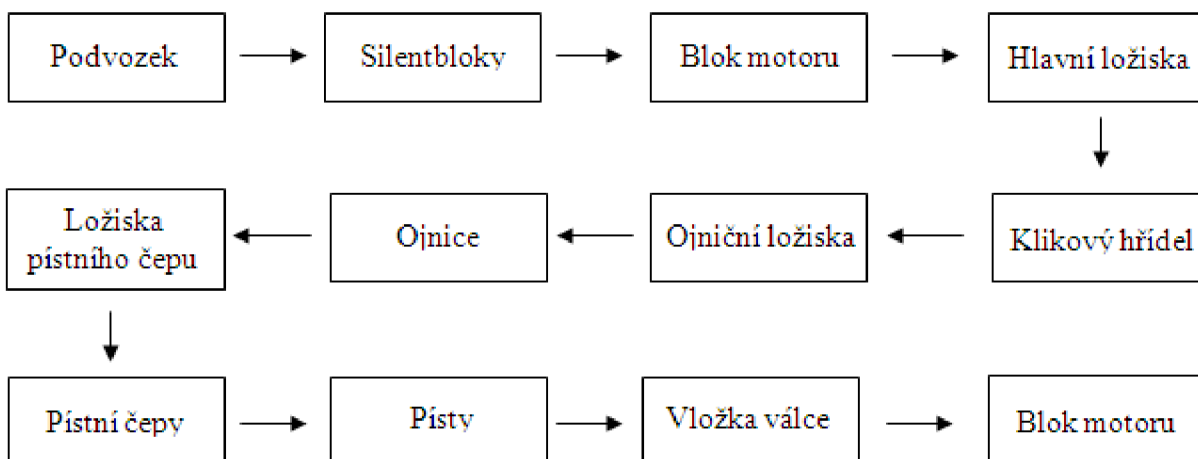 Podvozek
Silentbloky
Blok motoru
Hlavní ložiska
Klikový hřídel
Ojniční ložiska
Ojnice
Ložiska
pístního čepu
Pístní čepy
Písty
Vložka válce
Blok motoru